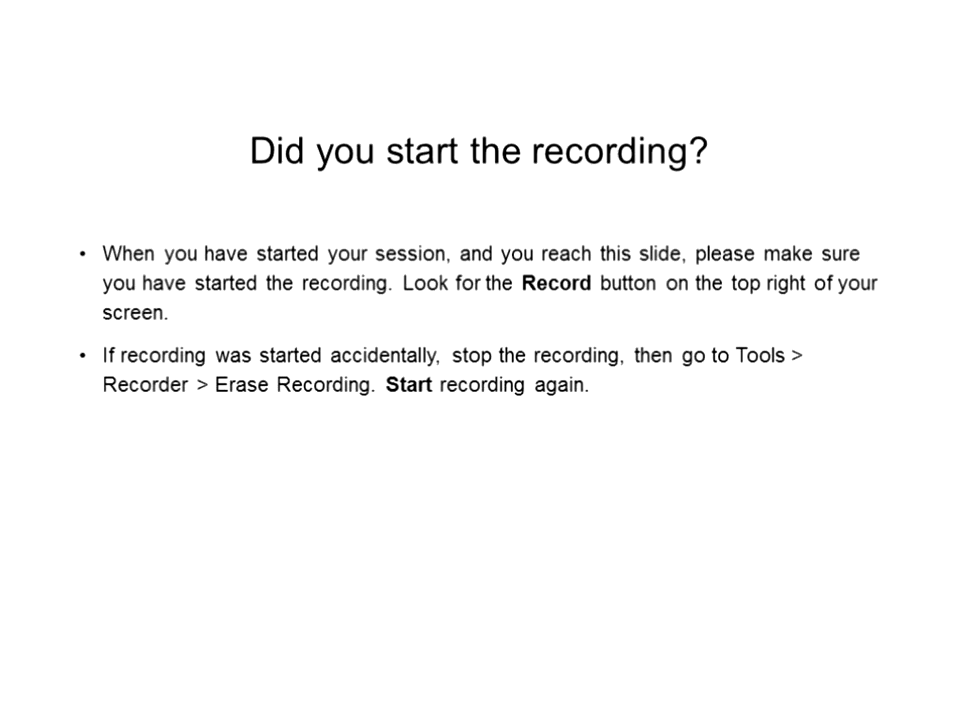 Did you start the recording?
• When you have started your session, and you reach this slide, please make sure
you have started the recording. Look for the Record button on the top right of your
screen.
• If recording was started accidentally, stop the recording, then go to Tools >
Recorder > Erase Recording. Start recording again.